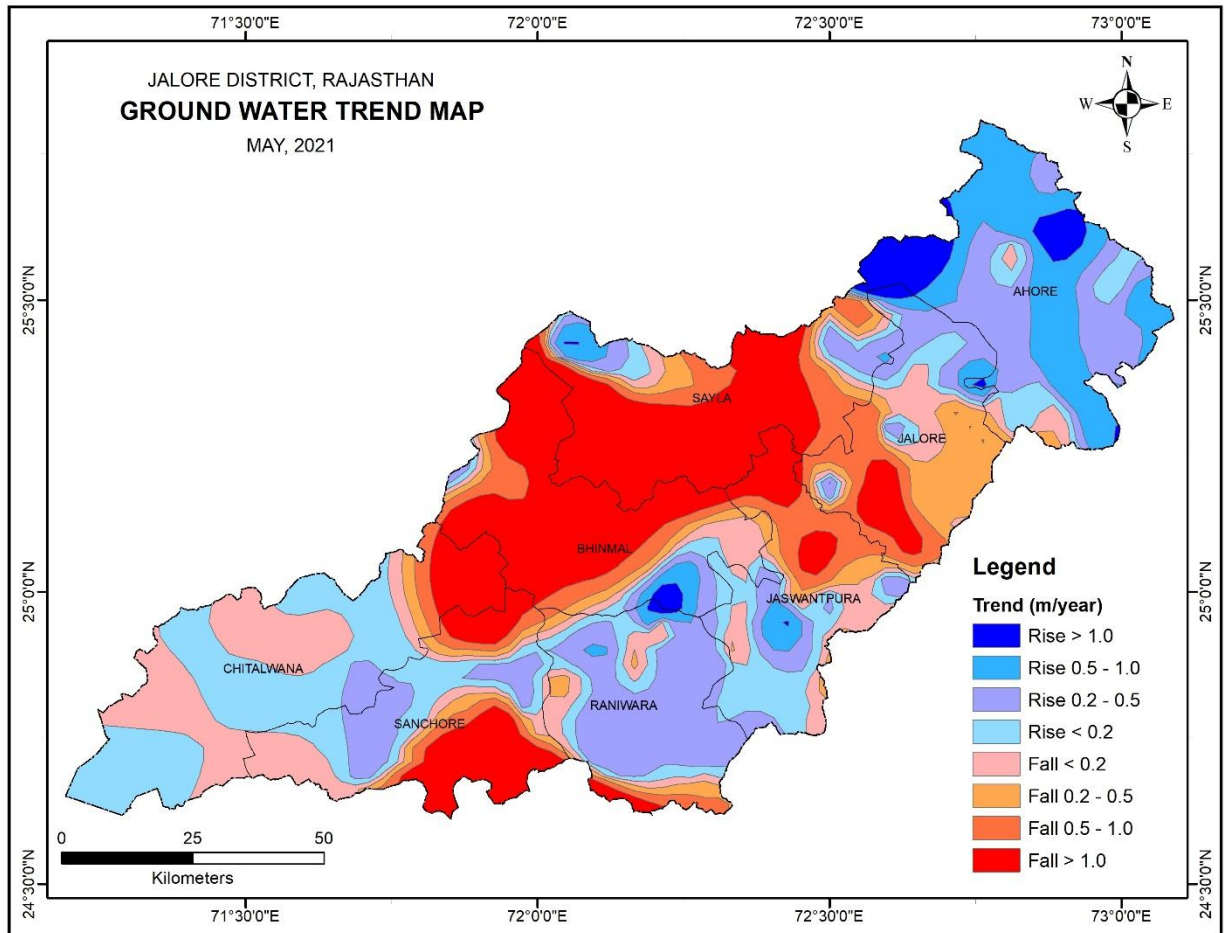 71°30'0"E 72°0'0"E 72°30'0"E 73°0'0"E
JALORE DISTRICT, RAJASTHAN
GROUND WATER TREND MAP
MAY, 2021
N
W E
S
25°30'0"N 25°30'0"N
AHORE
SAYLA
JALORE
BHINMAL
JASWANTPURA
25°0'0"N 25°0'0"N
CHITALWANA
RANIWARA
SANCHORE
Legend
Trend (m/year)
Rise > 1.0
Rise 0.5 - 1.0
Rise 0.2 - 0.5
Rise < 0.2
Fall < 0.2
Fall 0.2 - 0.5
Fall 0.5 - 1.0
Fall > 1.0
0 25 50
Kilometers
24°30'0"N 24°30'0"N
71°30'0"E 72°0'0"E 72°30'0"E 73°0'0"E